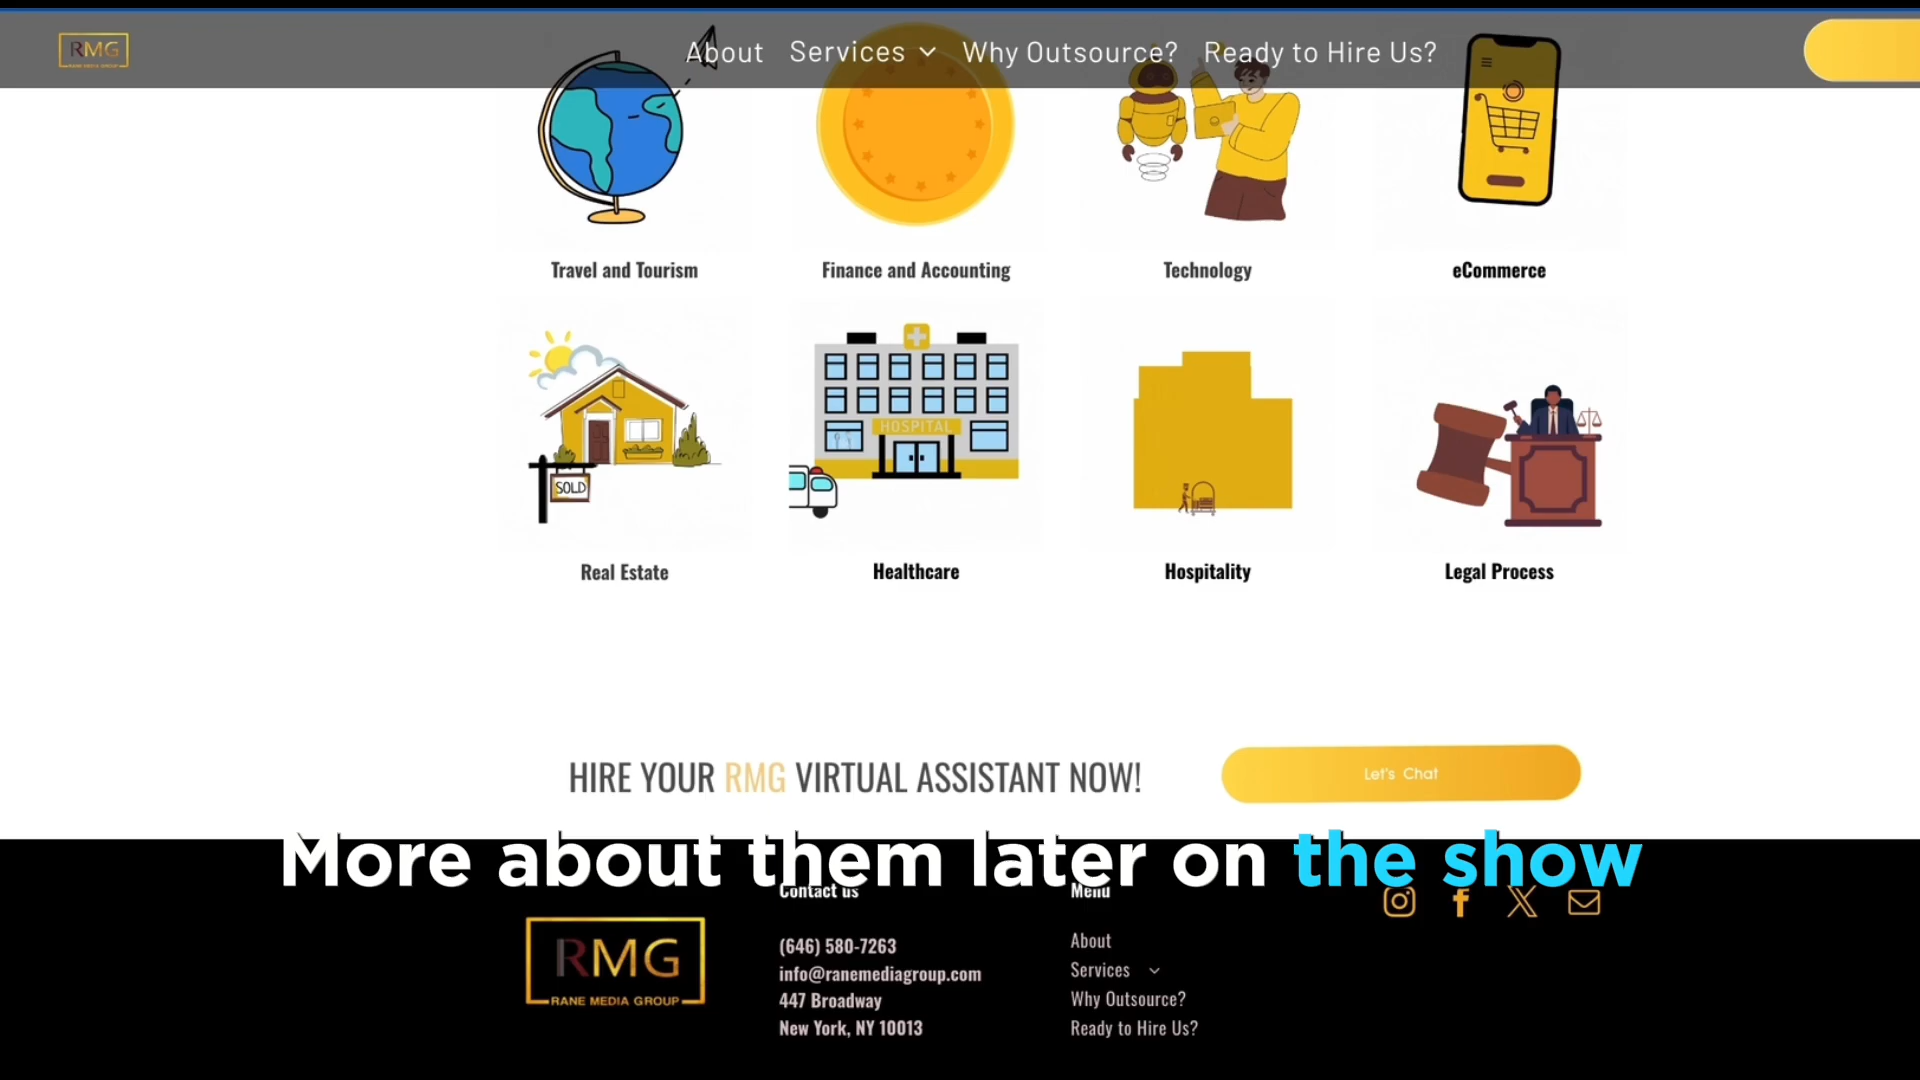 RMG
RANE MEDIA GROUP
About Services Why Outsource? Ready to Hire Us?
Travel and Tourism
Finance and Accounting
Technology
eCommerce
HOSPITAL
SOLD
Real Estate
Healthcare
Hospitality
Legal Process
HIRE YOUR RMG VIRTUAL ASSISTANT NOW!
Let's Chat
More about them later on the show
Contact us
(646) 580-7263
info@ranemediagroup.com
447 Broadway
New York, NY 10013
Menu
About
Services
Why Outsource?
Ready to Hire Us?
RMG
RANE MEDIA GROUP